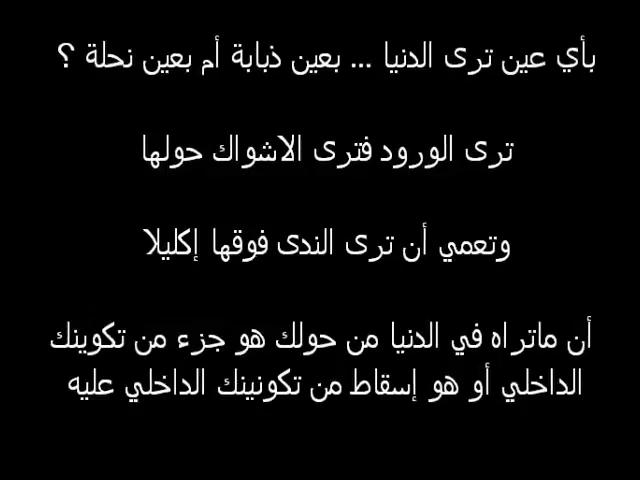 بأي عين ترى الدنيا ... بعين ذبابة أم بعين نحلة ؟
ترى الورود فترى الاشواك حولها
وتعمي أن ترى الندى فوقها إكليلا
أن ماتراه في الدنيا من حولك هو جزء من تكوينك
الداخلي أو هو إسقاط من تكونينك الداخلي عليه